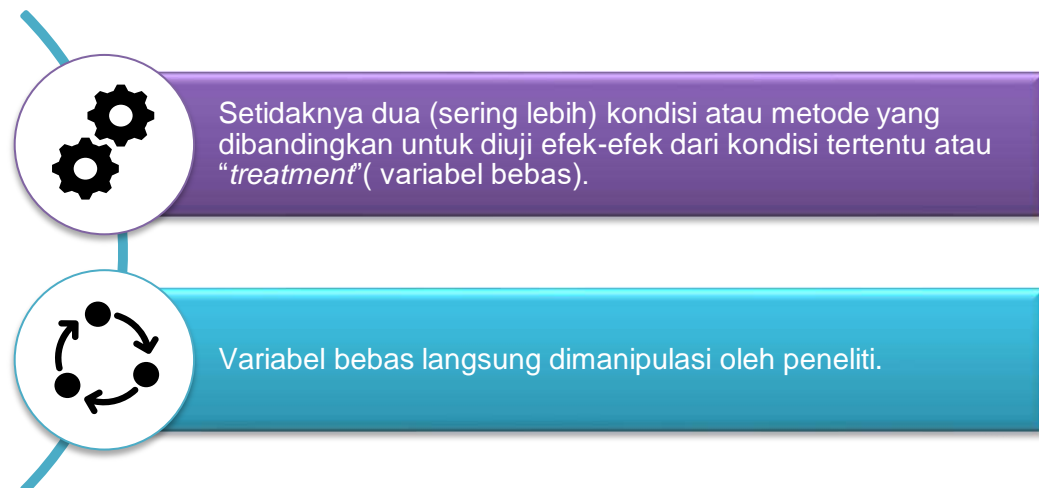 Setidaknya dua (sering lebih) kondisi atau metode yang
dibandingkan untuk diuji efek-efek dari kondisi tertentu atau
“treatment”( variabel bebas).
Variabel bebas langsung dimanipulasi oleh peneliti.